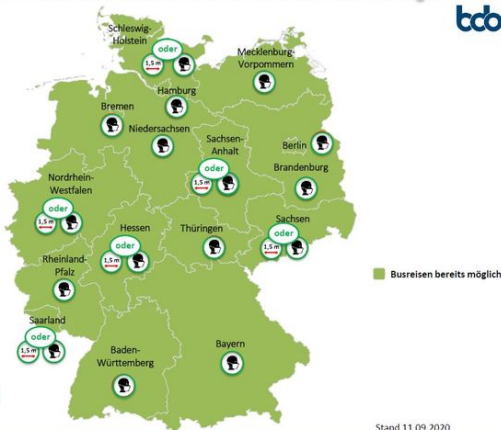 bdo
Schleswig-
Holstein
oder
1,5 m
Mecklenburg-
Vorpommern
Hamburg
Bremen
Niedersachsen
Sachsen-
Anhalt
oder
1,5 m
Berlin
Brandenburg
Nordrhein-
Westfalen
oder
1,5 m
Hessen
oder
1,5 m
Thüringen
Sachsen
oder
1,5 m
Rheinland-
Pfalz
Busreisen bereits möglich
Saarland
oder
1,5 m
Baden-
Württemberg
Bayern
Stand 11.09.2020